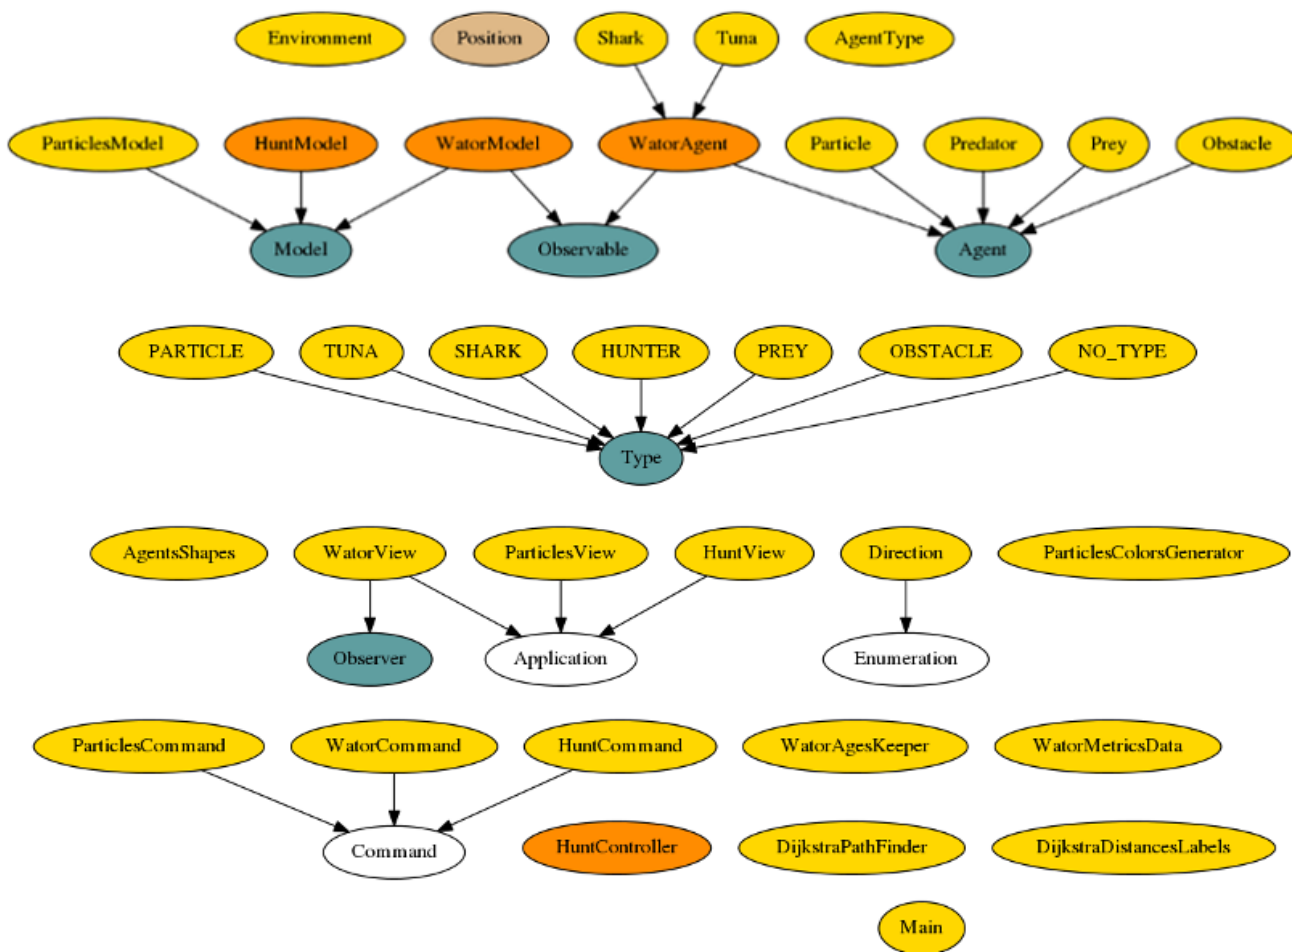 Environment
Position
Shark
Tuna
AgentType
ParticlesModel
HuntModel
WatorModel
WatorAgent
Particle
Predator
Prey
Obstacle
Model
Observable
Agent
PARTICLE
TUNA
SHARK
HUNTER
PREY
OBSTACLE
NO_TYPE
Type
AgentsShapes
WatorView
ParticlesView
HuntView
Direction
ParticlesColorsGenerator
Observer
Application
Enumeration
ParticlesCommand
WatorCommand
HuntCommand
WatorAgesKeeper
WatorMetricsData
Command
HuntController
DijkstraPathFinder
DijkstraDistancesLabels
Main